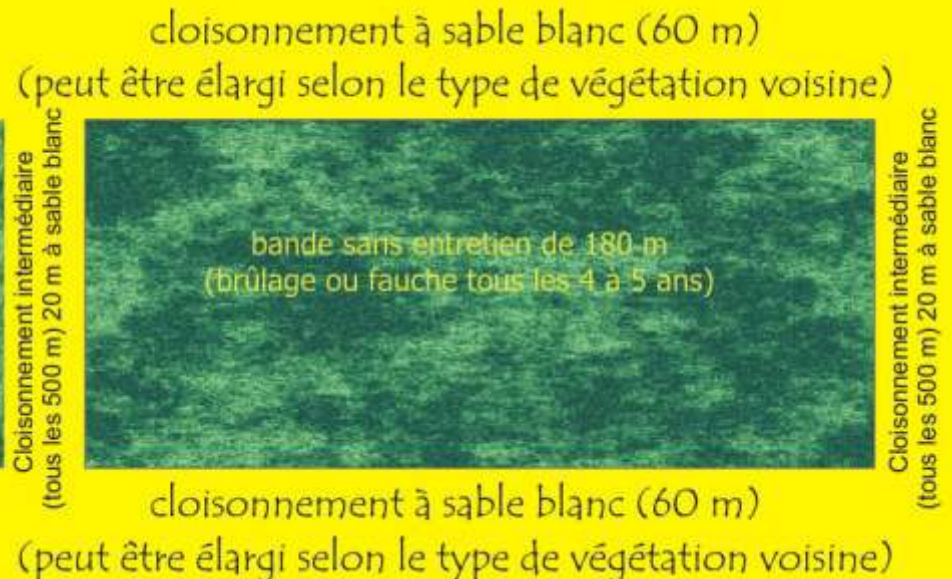 cloisonnement à sable blanc (60 m)
(peut être élargi selon le type de végétation voisine)
Cloisonnement intermédiaire
(tous les 500 m) 20 m à sable blanc
bande sans entretien de 180 m
(brûlage ou fauche tous les 4 à 5 ans)
Cloisonnement intermédiaire
(tous les 500 m) 20 m à sable blanc
cloisonnement à sable blanc (60 m)
(peut être élargi selon le type de végétation voisine)